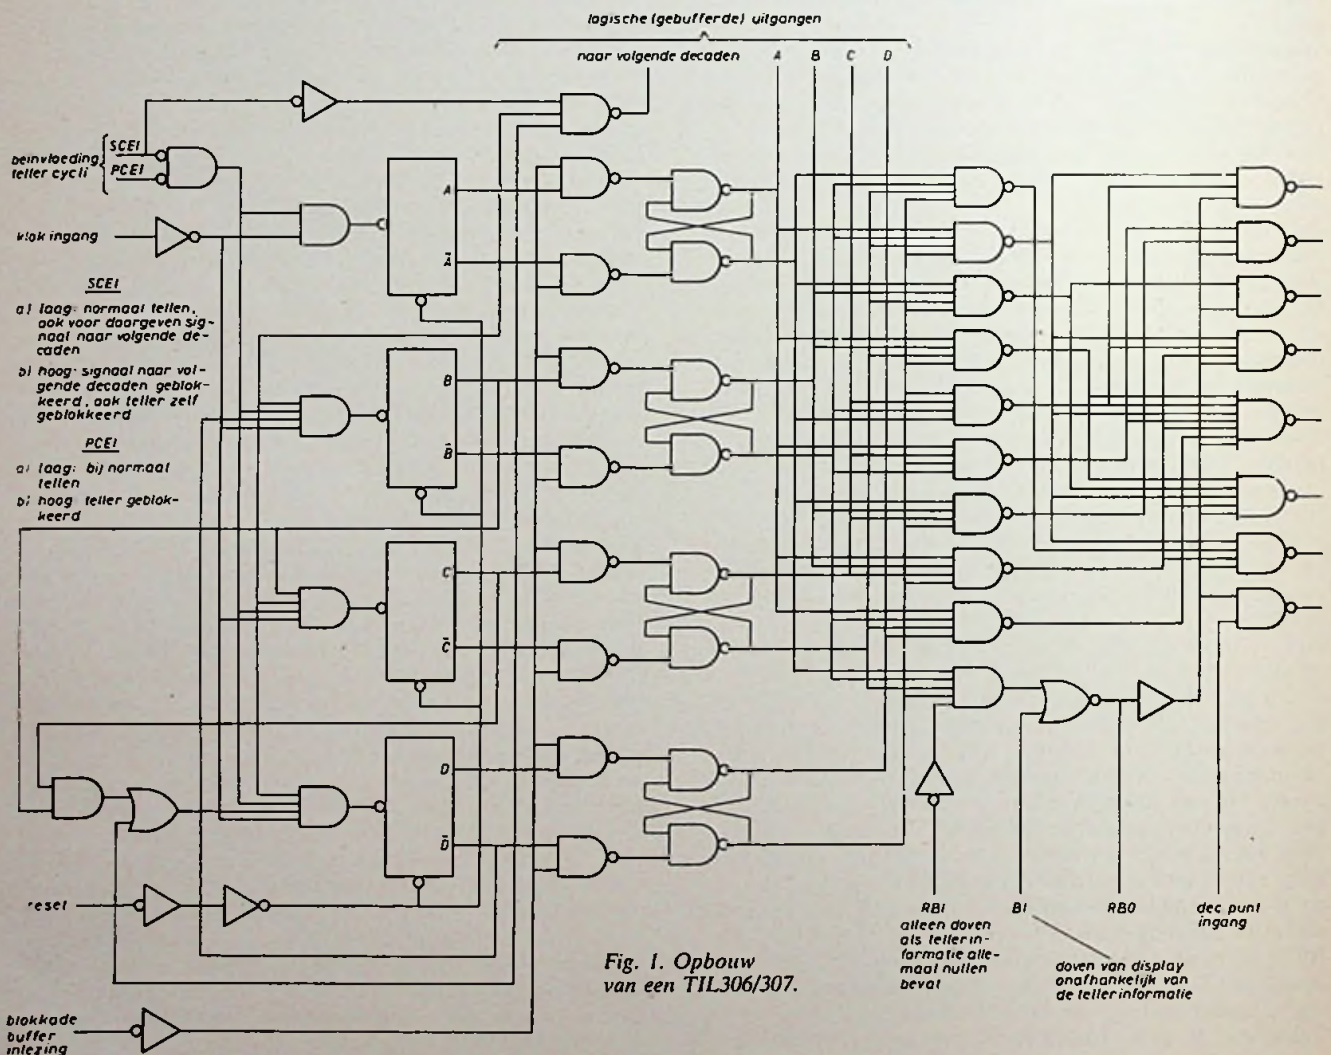 logische (gebufferde) uitgangen
naar volgende decaden
A
B
C
D
SCEI
PCEI
beinvloeding
teller cycli
klok ingang
SCEI
a) laag: normaal tellen,
ook voor doorgeven sig-
naal naar volgende de-
caden
b) hoog: signaal naar vol-
gende decaden geblok-
keerd, ook teller zelf
geblokkeerd
PCEI
a) laag: bij normaal
tellen
b) hoog: teller geblok-
keerd
A
Ā
B
B̄
C
C̄
D
D̄
reset
blokkade
buffer
inlezing
Fig. 1. Opbouw
van een TIL306/307.
RBI
alleen doven
als teller in-
formatie alle-
maal nullen
bevat
BI
RBO
doven van display
onafhankelijk van
de tellerinformatie
dec punt
ingang